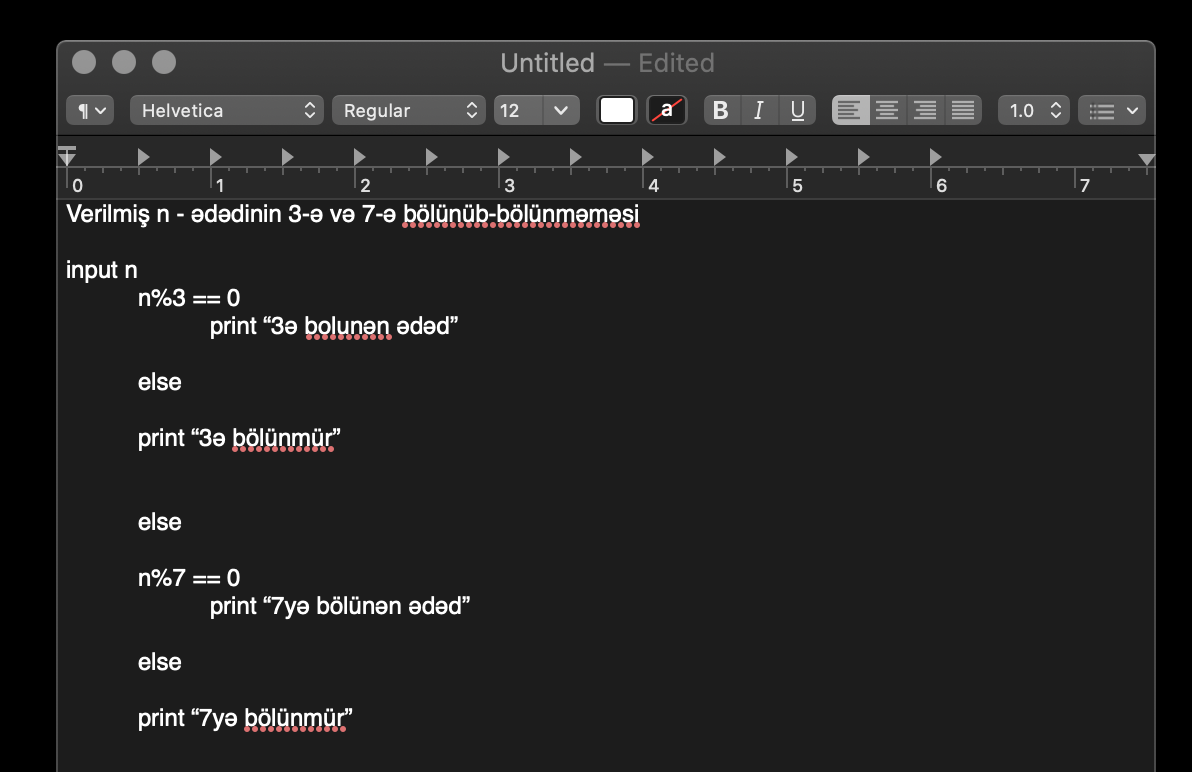 Untitled — Edited
¶ Helvetica Regular 12 a B I U 1.0
0 1 2 3 4 5 6 7
Verilmiş n - ədədinin 3-ə və 7-ə bölünüb-bölünməməsi
input n
n%3 == 0
print “3ə bolunən ədəd”
else
print “3ə bölünmür”
else
n%7 == 0
print “7yə bölünən ədəd”
else
print “7yə bölünmür”